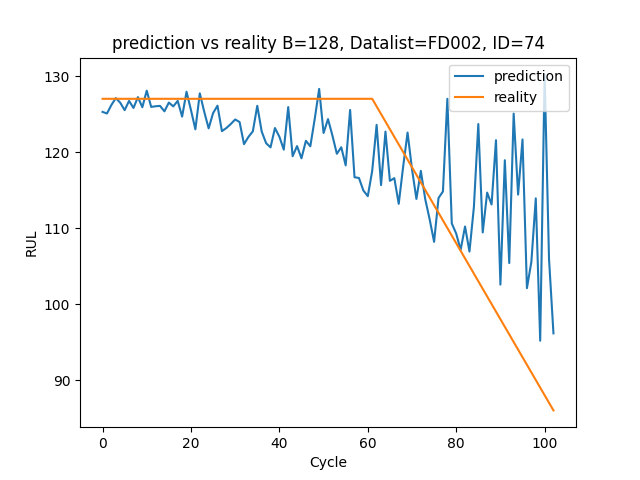 prediction vs reality B=128, Datalist=FD002, ID=74
prediction
reality
RUL
130
120
110
100
90
0 20 40 60 80 100
Cycle